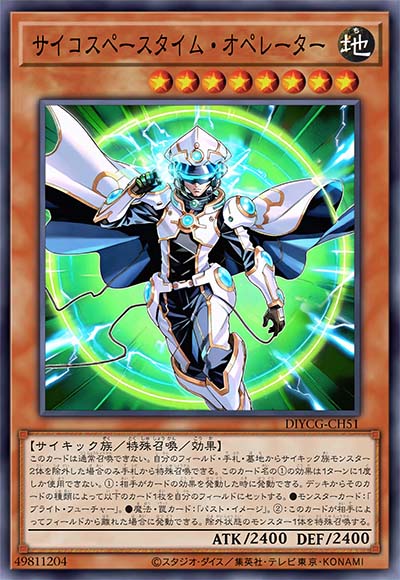 サイコスペースタイム・オペレーター
地
DIYCG-CH51
【サイキック族／特殊召喚／効果】
このカードは通常召喚できない。自分のフィールド・手札・墓地からサイキック族モンスター
2体を除外した場合のみ手札から特殊召喚できる。このカード名の①の効果は1ターンに1度
しか使用できない。①：相手がカードの効果を発動した時に発動できる。デッキからそのカー
ドの種類によって以下のカード1枚を自分のフィールドにセットする。●モンスターカード：「ブ
ライト・フューチャー」。●魔法・罠カード：「パスト・イメージ」。②：このカードが相手によ
ってフィールドから離れた場合に発動できる。除外状態のモンスター1体を特殊召喚する。
ATK/2400 DEF/2400
49811204
©スタジオ・ダイス／集英社・テレビ東京・KONAMI